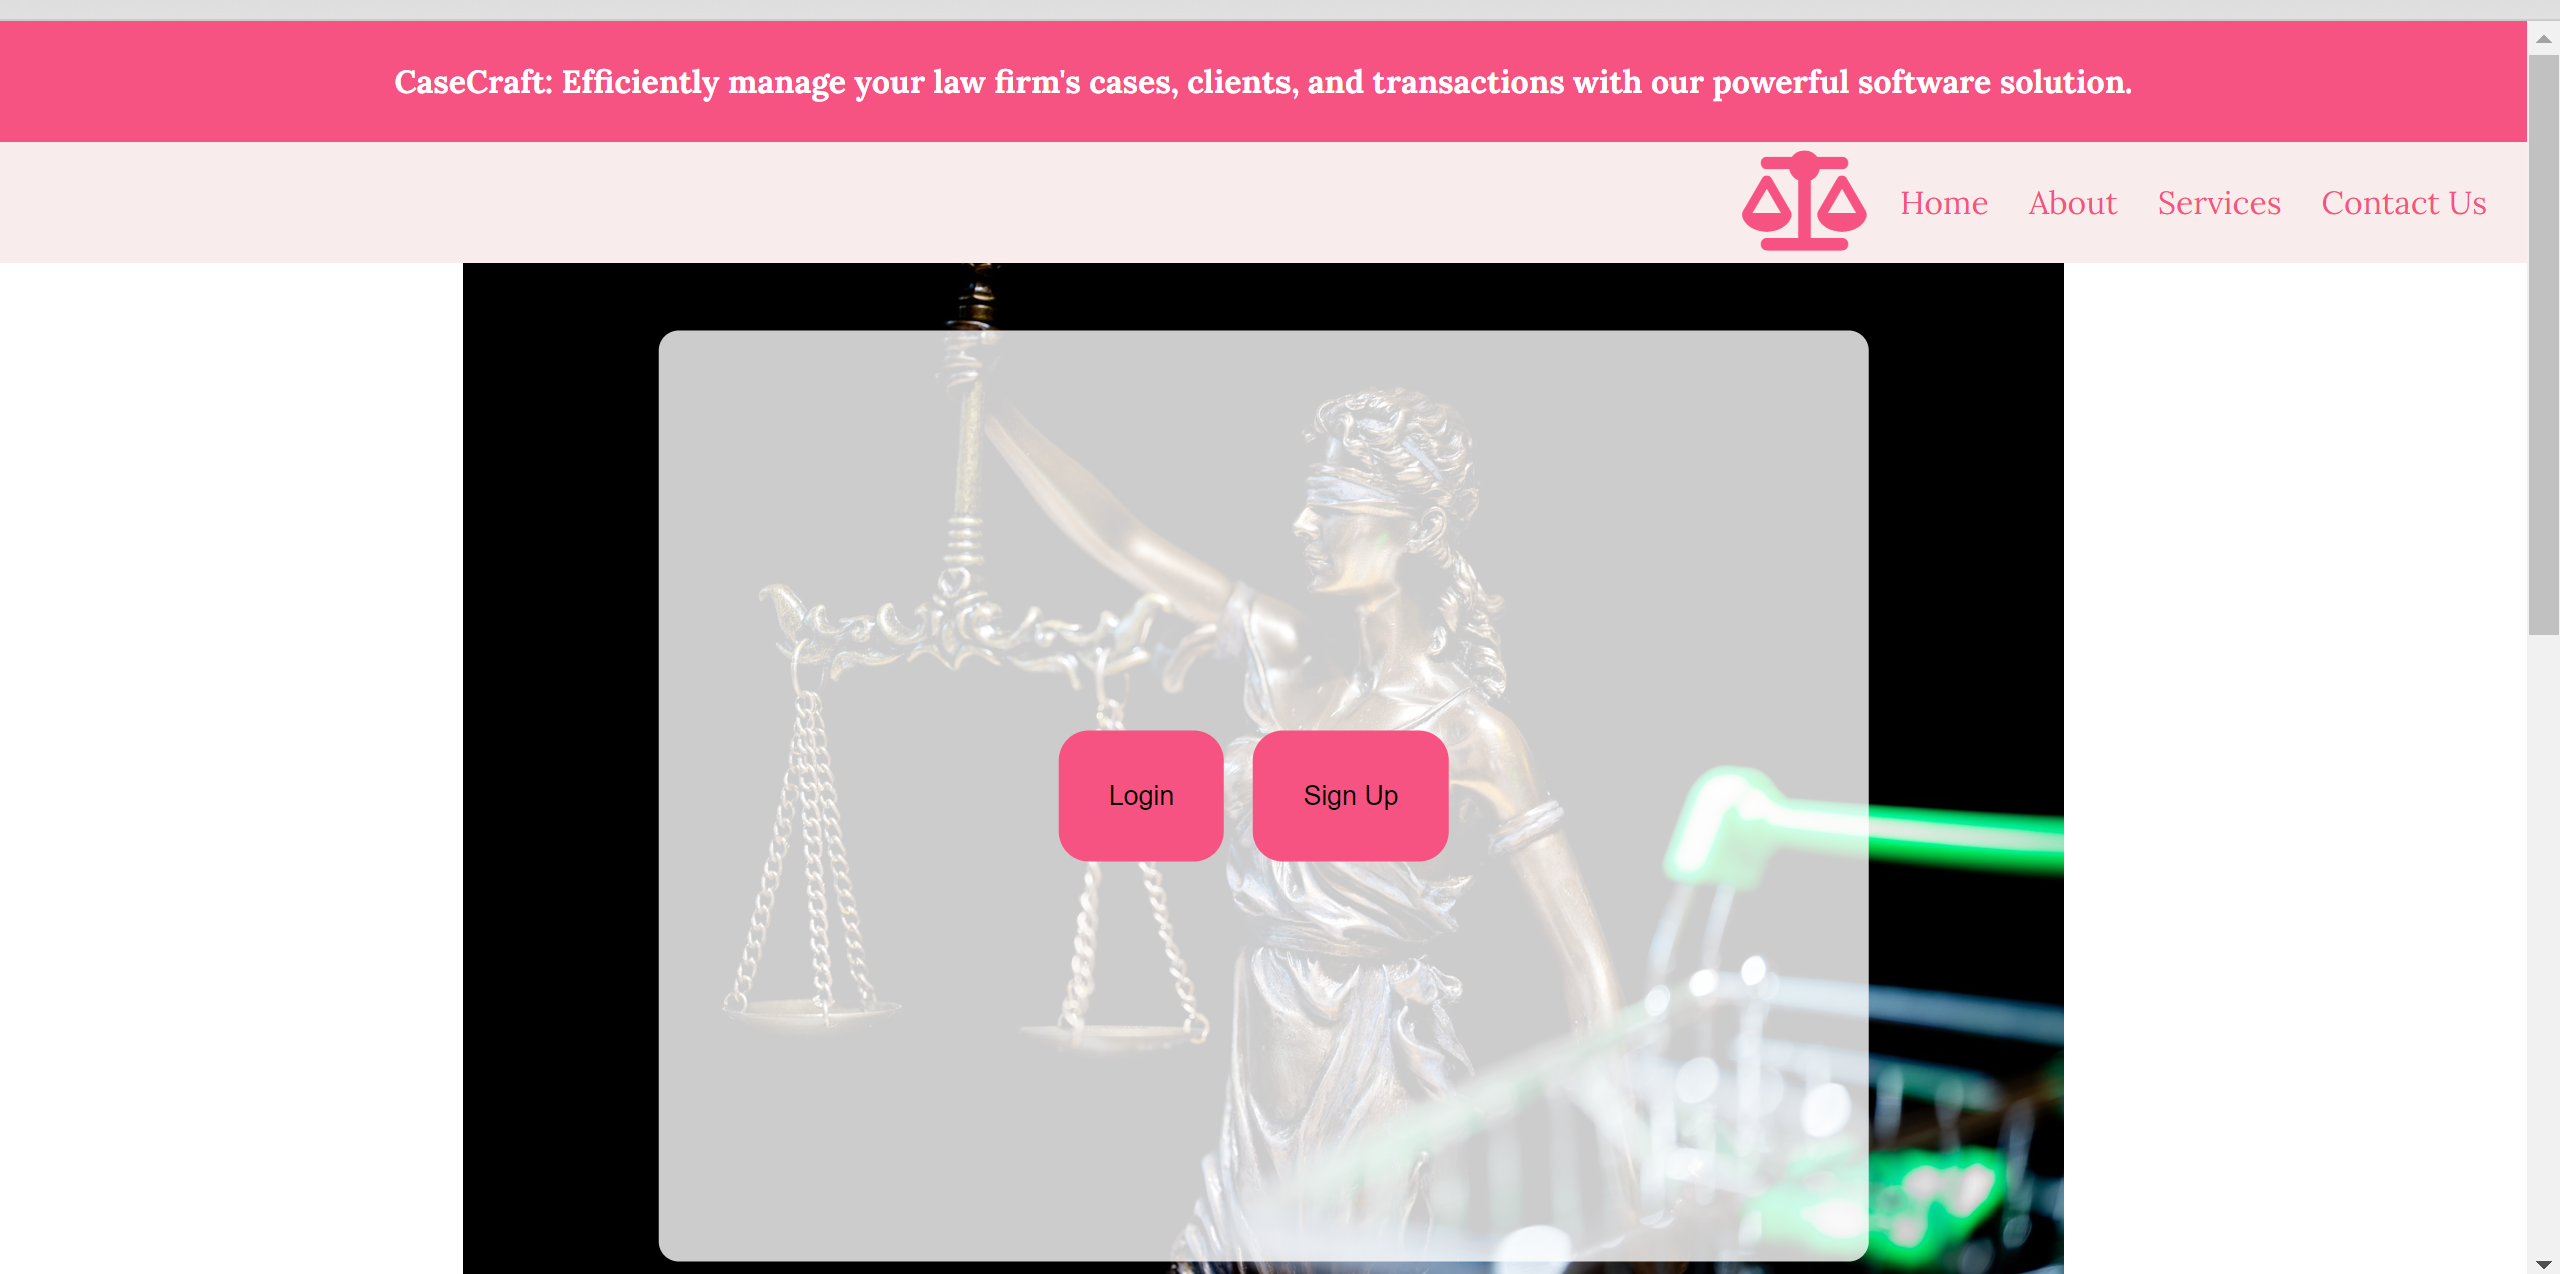 CaseCraft: Efficiently manage your law firm's cases, clients, and transactions with our powerful software solution.
Home About Services Contact Us
Login Sign Up